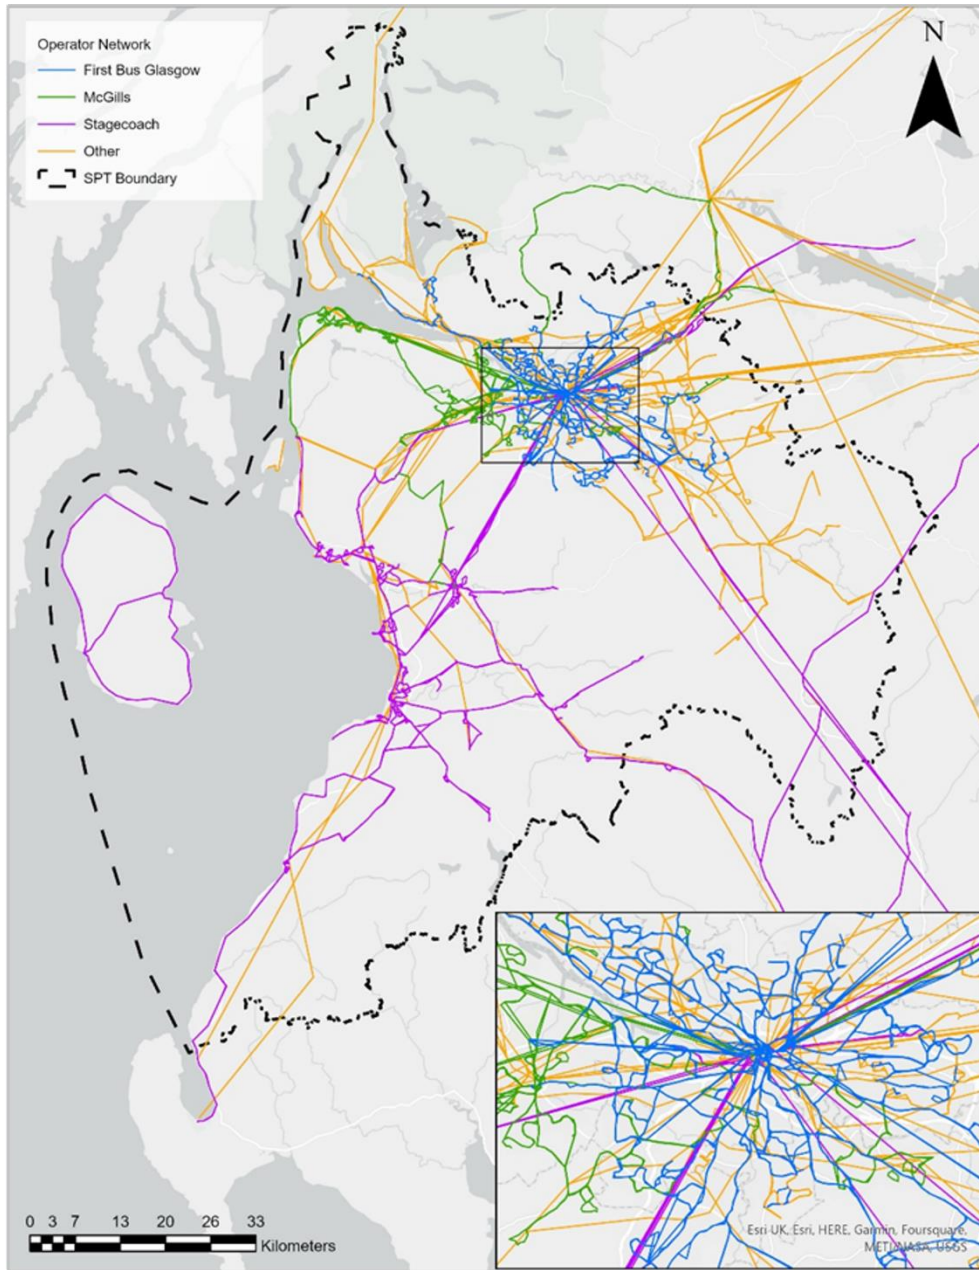 Operator Network
First Bus Glasgow
McGills
Stagecoach
Other
SPT Boundary
N
0 3 7 13 20 26 33
Kilometers
Esri UK, Esri, HERE, Garmin, Foursquare,
METI/NASA, USGS